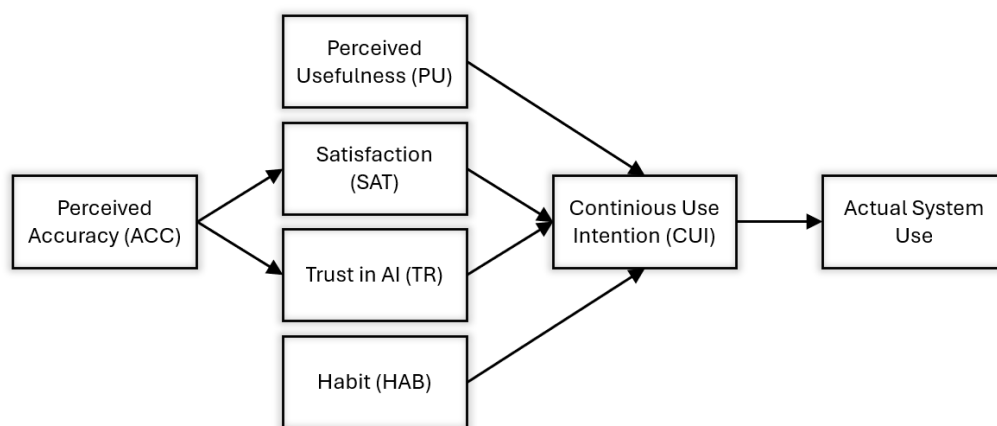 Perceived
Usefulness (PU)
Satisfaction
(SAT)
Perceived
Accuracy (ACC)
Continious Use
Intention (CUI)
Actual System
Use
Trust in AI (TR)
Habit (HAB)